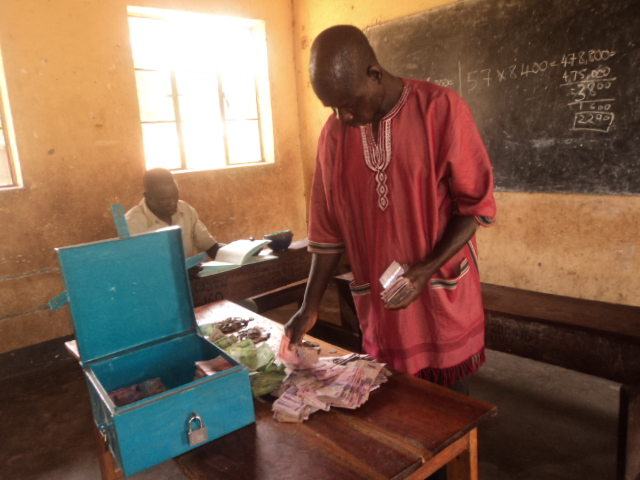 57 x 8400 = 478,800=
475,000
= 3800
1600
2200